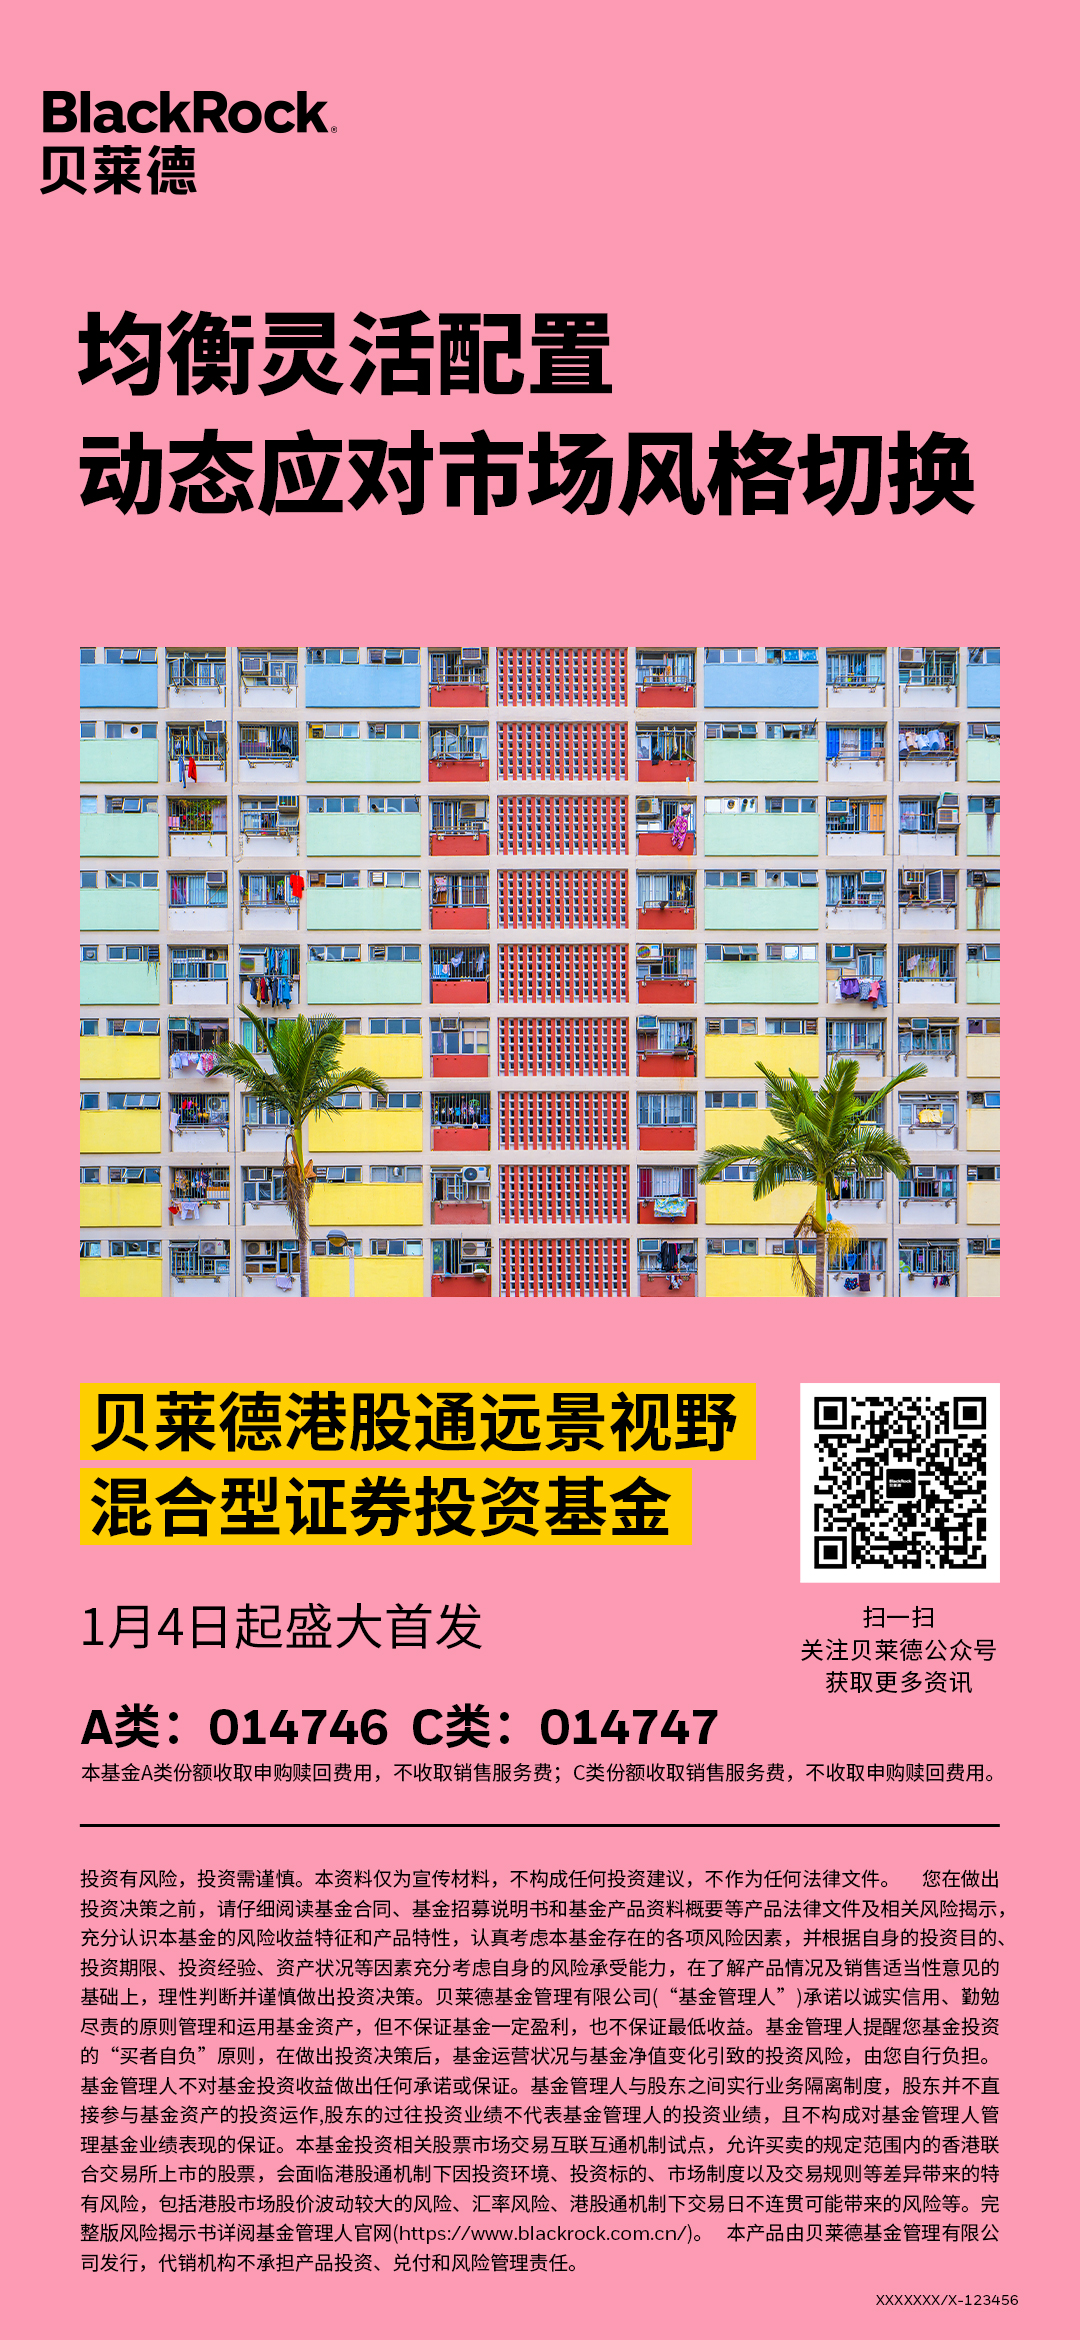 BlackRock®
贝莱德
均衡灵活配置
动态应对市场风格切换
贝莱德港股通远景视野
混合型证券投资基金
1月4日起盛大首发
A类：014746 C类：014747
本基金A类份额收取申购赎回费用，不收取销售服务费；C类份额收取销售服务费，不收取申购赎回费用。
BlackRock
贝莱德
扫一扫
关注贝莱德公众号
获取更多资讯
投资有风险，投资需谨慎。本资料仅为宣传材料，不构成任何投资建议，不作为任何法律文件。 您在做出
投资决策之前，请仔细阅读基金合同、基金招募说明书和基金产品资料概要等产品法律文件及相关风险揭示，
充分认识本基金的风险收益特征和产品特性，认真考虑本基金存在的各项风险因素，并根据自身的投资目的、
投资期限、投资经验、资产状况等因素充分考虑自身的风险承受能力，在了解产品情况及销售适当性意见的
基础上，理性判断并谨慎做出投资决策。贝莱德基金管理有限公司(“基金管理人”)承诺以诚实信用、勤勉
尽责的原则管理和运用基金资产，但不保证基金一定盈利，也不保证最低收益。基金管理人提醒您基金投资
的“买者自负”原则，在做出投资决策后，基金运营状况与基金净值变化引致的投资风险，由您自行负担。
基金管理人不对基金投资收益做出任何承诺或保证。基金管理人与股东之间实行业务隔离制度，股东并不直
接参与基金资产的投资运作,股东的过往投资业绩不代表基金管理人的投资业绩，且不构成对基金管理人管
理基金业绩表现的保证。本基金投资相关股票市场交易互联互通机制试点，允许买卖的规定范围内的香港联
合交易所上市的股票，会面临港股通机制下因投资环境、投资标的、市场制度以及交易规则等差异带来的特
有风险，包括港股市场股价波动较大的风险、汇率风险、港股通机制下交易日不连贯可能带来的风险等。完
整版风险揭示书详阅基金管理人官网(https://www.blackrock.com.cn/)。 本产品由贝莱德基金管理有限公
司发行，代销机构不承担产品投资、兑付和风险管理责任。
XXXXXXX/X-123456